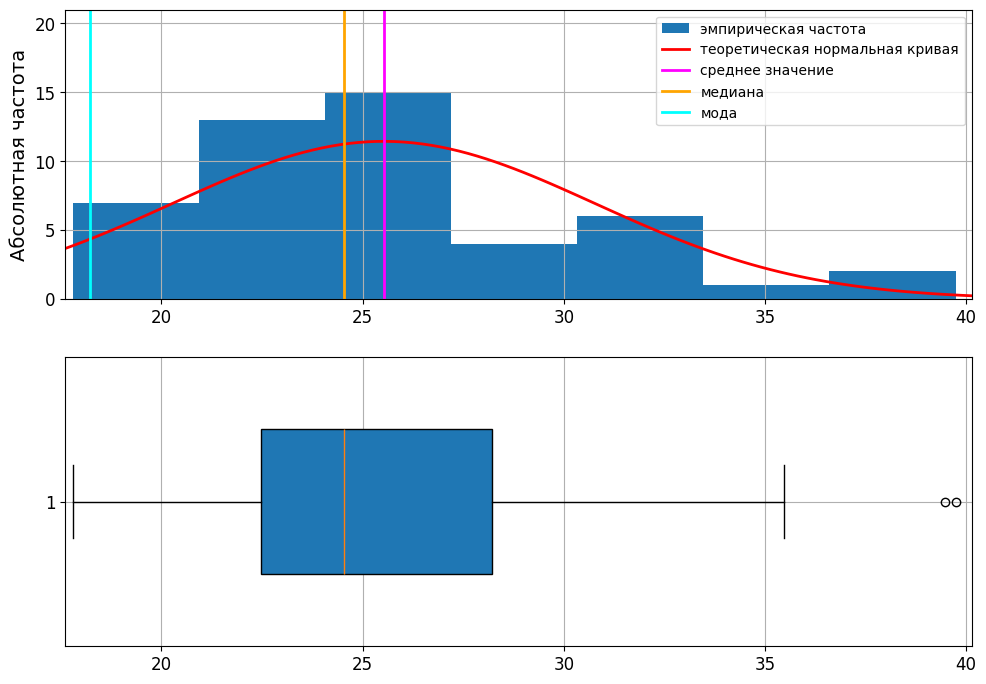 Абсолютная частота
20
15
10
5
0
эмпирическая частота
теоретическая нормальная кривая
среднее значение
медиана
мода
20 25 30 35 40
1
20 25 30 35 40